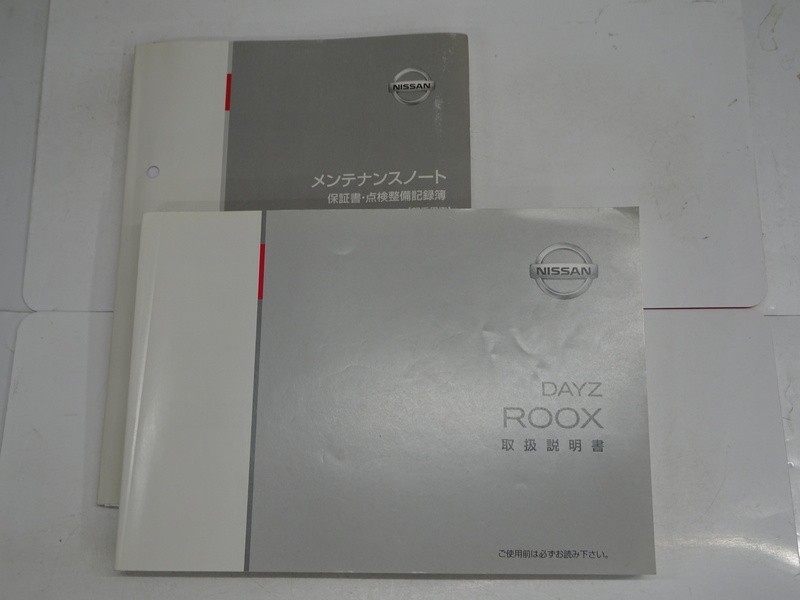 NISSAN
メンテナンスノート
保証書・点検整備記録簿
NISSAN
DAYZ
ROOX
取扱説明書
ご使用前は必ずお読み下さい。